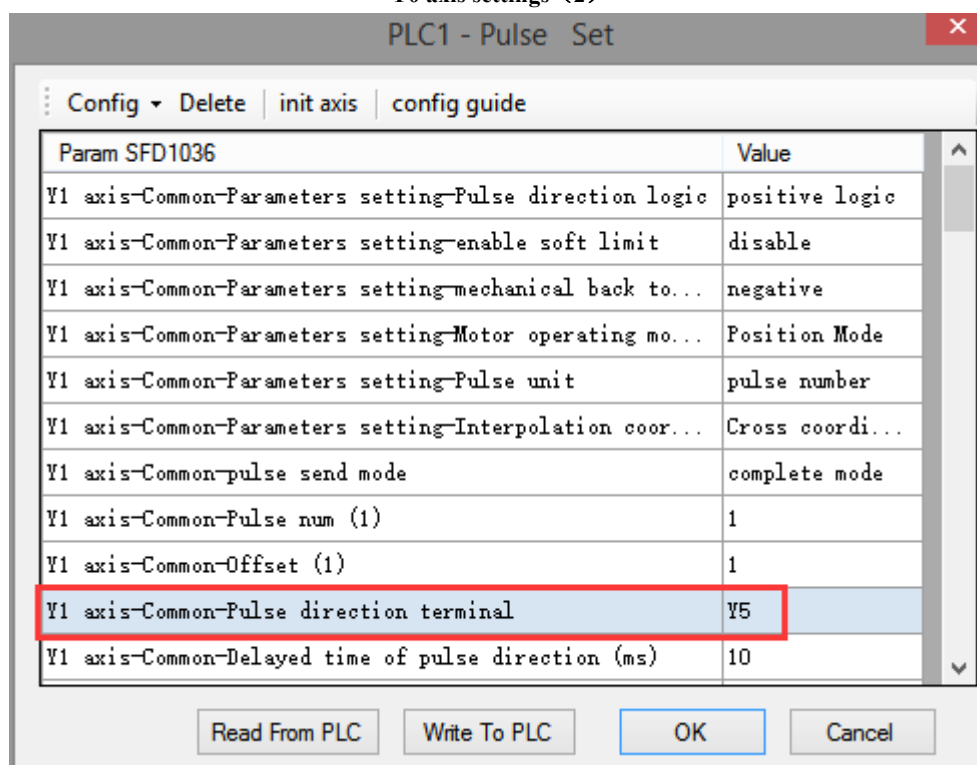 Y0 axis settings (2)
PLC1 - Pulse Set
Config Delete init axis config guide
Param SFD1036 Value
Y1 axis-Common-Parameters setting-Pulse direction logic positive logic
Y1 axis-Common-Parameters setting-enable soft limit disable
Y1 axis-Common-Parameters setting-mechanical back to... negative
Y1 axis-Common-Parameters setting-Motor operating mo... Position Mode
Y1 axis-Common-Parameters setting-Pulse unit pulse number
Y1 axis-Common-Parameters setting-Interpolation coor... Cross coordi...
Y1 axis-Common-pulse send mode complete mode
Y1 axis-Common-Pulse num (1) 1
Y1 axis-Common-Offset (1) 1
Y1 axis-Common-Pulse direction terminal Y5
Y1 axis-Common-Delayed time of pulse direction (ms) 10
Read From PLC Write To PLC OK Cancel